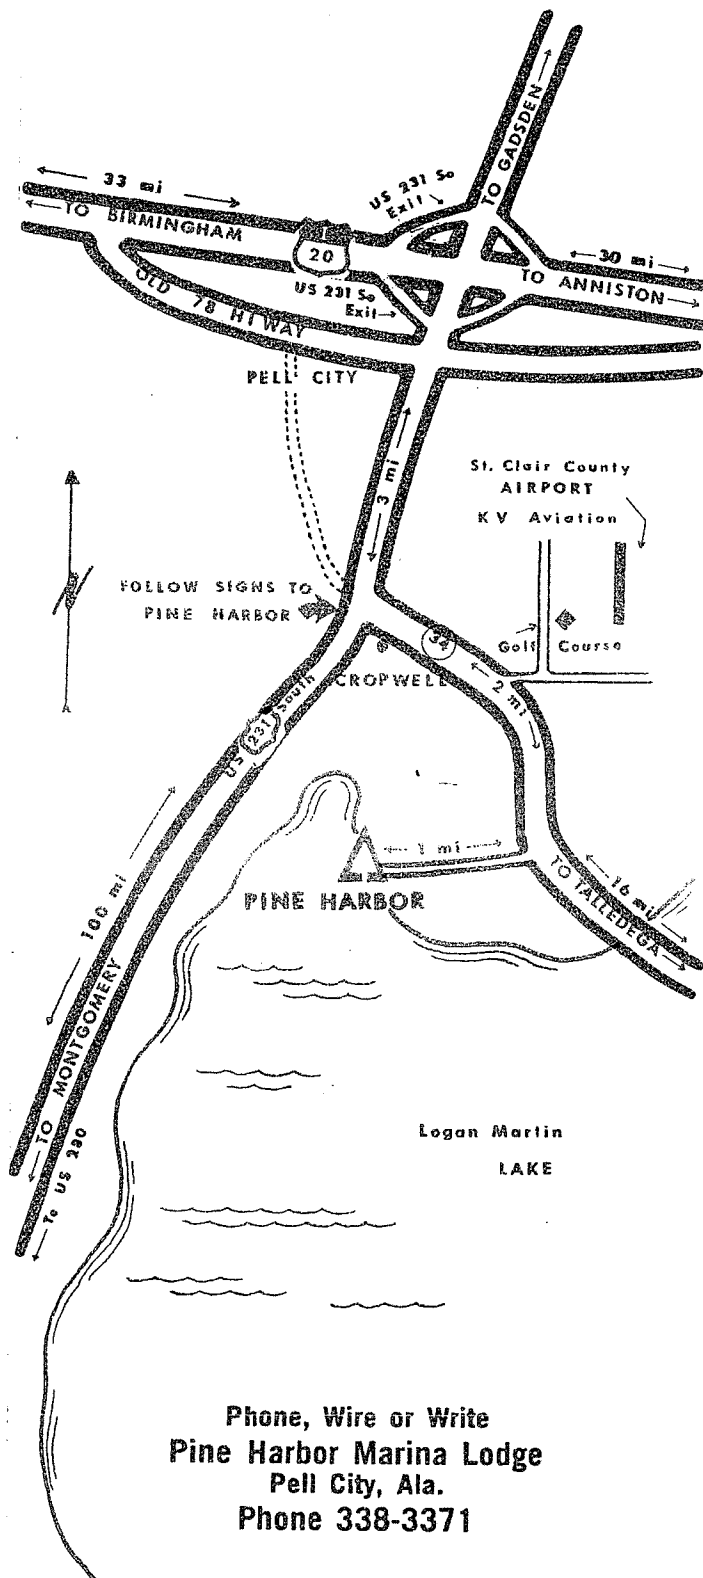 TO GADSDEN
33 mi
TO BIRMINGHAM
US 231 So
Exit
20
30 mi
TO ANNISTON
US 231 So
Exit
OLD 78 HIWAY
PELL CITY
3 mi
St. Clair County
AIRPORT
KV Aviation
FOLLOW SIGNS TO
PINE HARBOR
34
Golf Course
CROPWELL
2 mi
US 231 South
1 mi
PINE HARBOR
16 mi
TO TALLEDEGA
100 mi
TO MONTGOMERY
To US 280
Logan Martin
LAKE
Phone, Wire or Write
Pine Harbor Marina Lodge
Pell City, Ala.
Phone 338-3371